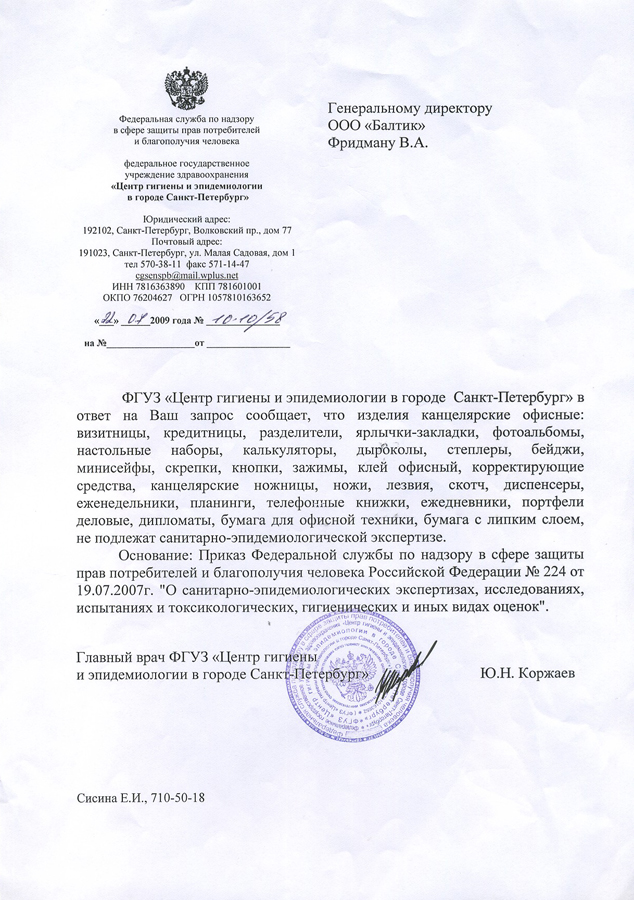 Федеральная служба по надзору
в сфере защиты прав потребителей
и благополучия человека
федеральное государственное
учреждение здравоохранения
«Центр гигиены и эпидемиологии
в городе Санкт-Петербург»
Юридический адрес:
192102, Санкт-Петербург, Волковский пр., дом 77
Почтовый адрес:
191023, Санкт-Петербург, ул. Малая Садовая, дом 1
тел 570-38-11 факс 571-14-47
cgsenspb@mail.wplus.net
ИНН 7816363890 КПП 781601001
ОКПО 76204627 ОГРН 1057810163652
«22» 01 2009 года № 10-10/58
на № от
Генеральному директору
ООО «Балтик»
Фридману В.А.
ФГУЗ «Центр гигиены и эпидемиологии в городе Санкт-Петербург» в
ответ на Ваш запрос сообщает, что изделия канцелярские офисные:
визитницы, кредитницы, разделители, ярлычки-закладки, фотоальбомы,
настольные наборы, калькуляторы, дыроколы, степлеры, бейджи,
минисейфы, скрепки, кнопки, зажимы, клей офисный, корректирующие
средства, канцелярские ножницы, ножи, лезвия, скотч, диспенсеры,
еженедельники, планинги, телефонные книжки, ежедневники, портфели
деловые, дипломаты, бумага для офисной техники, бумага с липким слоем,
не подлежат санитарно-эпидемиологической экспертизе.
Основание: Приказ Федеральной службы по надзору в сфере защиты
прав потребителей и благополучия человека Российской Федерации № 224 от
19.07.2007г. "О санитарно-эпидемиологических экспертизах, исследованиях,
испытаниях и токсикологических, гигиенических и иных видах оценок".
Главный врач ФГУЗ «Центр гигиены
и эпидемиологии в городе Санкт-Петербург» Ю.Н. Коржаев
Сисина Е.И., 710-50-18